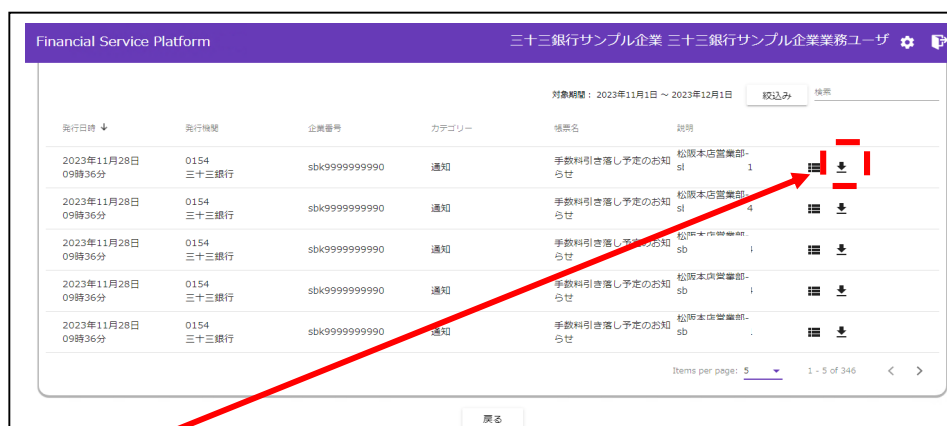 Financial Service Platform 三十三銀行サンプル企業 三十三銀行サンプル企業業務ユーザ
対象期間： 2023年11月1日 ～ 2023年12月1日 絞込み 検索
発行日時 発行機関 企業番号 カテゴリー 帳票名 説明
2023年11月28日 09時36分 0154 三十三銀行 sbk9999999990 通知 手数料引き落し予定のお知らせ 松阪本店営業部- sl 1
2023年11月28日 09時36分 0154 三十三銀行 sbk9999999990 通知 手数料引き落し予定のお知らせ 松阪本店営業部- sl 4
2023年11月28日 09時36分 0154 三十三銀行 sbk9999999990 通知 手数料引き落し予定のお知らせ 松阪本店営業部- sb
2023年11月28日 09時36分 0154 三十三銀行 sbk9999999990 通知 手数料引き落し予定のお知らせ 松阪本店営業部- sb
2023年11月28日 09時36分 0154 三十三銀行 sbk9999999990 通知 手数料引き落し予定のお知らせ 松阪本店営業部- sb
Items per page: 5 1 - 5 of 346
戻る